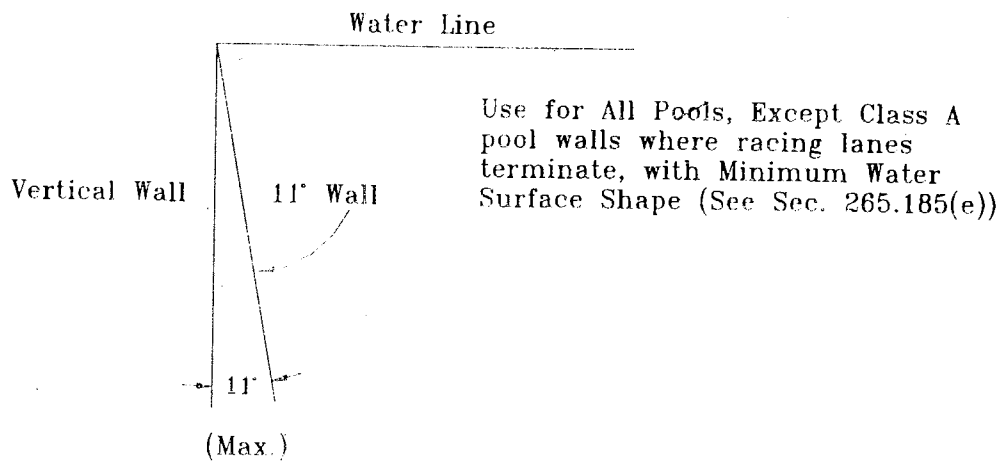 Water Line
Use for All Pools, Except Class A
pool walls where racing lanes
terminate, with Minimum Water
Surface Shape (See Sec. 265.185(e))
Vertical Wall
11° Wall
11°
(Max.)